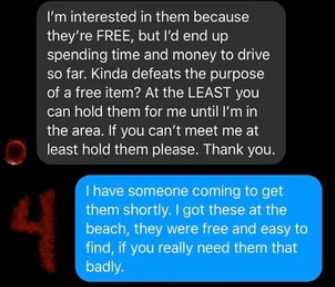 I'm interested in them because
they're FREE, but I'd end up
spending time and money to drive
so far. Kinda defeats the purpose
of a free item? At the LEAST you
can hold them for me until I'm in
the area. If you can't meet me at
least hold them please. Thank you.
I have someone coming to get
them shortly. I got these at the
beach, they were free and easy to
find, if you really need them that
badly.
4